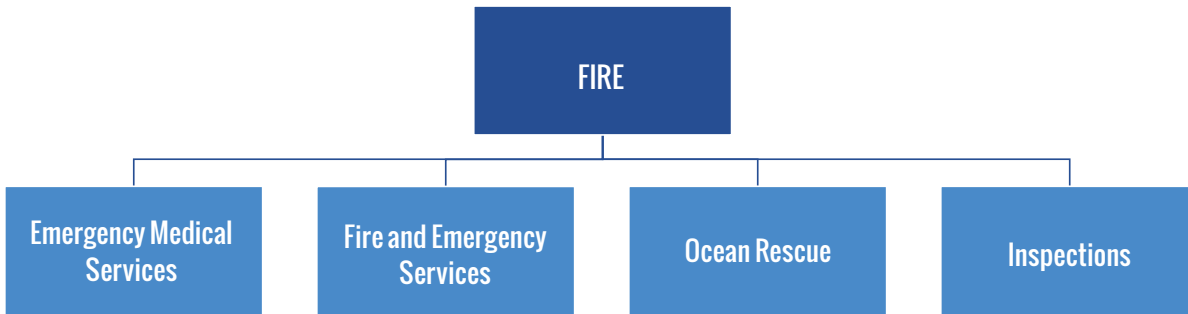 FIRE
Emergency Medical
Services
Fire and Emergency
Services
Ocean Rescue
Inspections